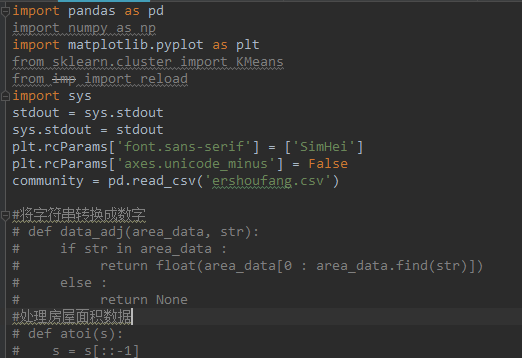 import pandas as pd
import numpy as np
import matplotlib.pyplot as plt
from sklearn.cluster import KMeans
from imp import reload
import sys
stdout = sys.stdout
sys.stdout = stdout
plt.rcParams['font.sans-serif'] = ['SimHei']
plt.rcParams['axes.unicode_minus'] = False
community = pd.read_csv('ershoufang.csv')
#将字符串转换成数字
# def data_adj(area_data, str):
#     if str in area_data :
#         return float(area_data[0 : area_data.find(str)])
#     else :
#         return None
#处理房屋面积数据
# def atoi(s):
#    s = s[::-1]